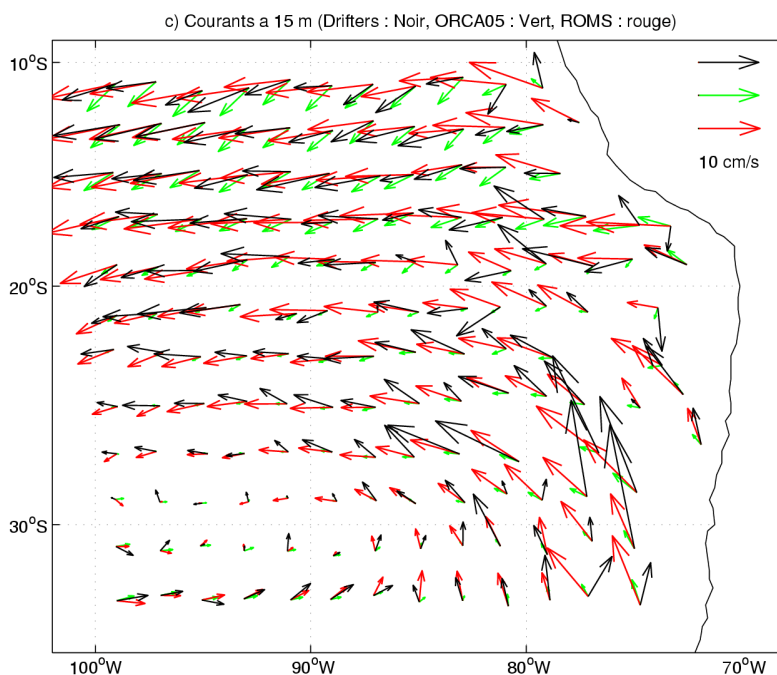 c) Courants a 15 m (Drifters : Noir, ORCA05 : Vert, ROMS : rouge)
10°S
10 cm/s
20°S
30°S
100°W 90°W 80°W 70°W